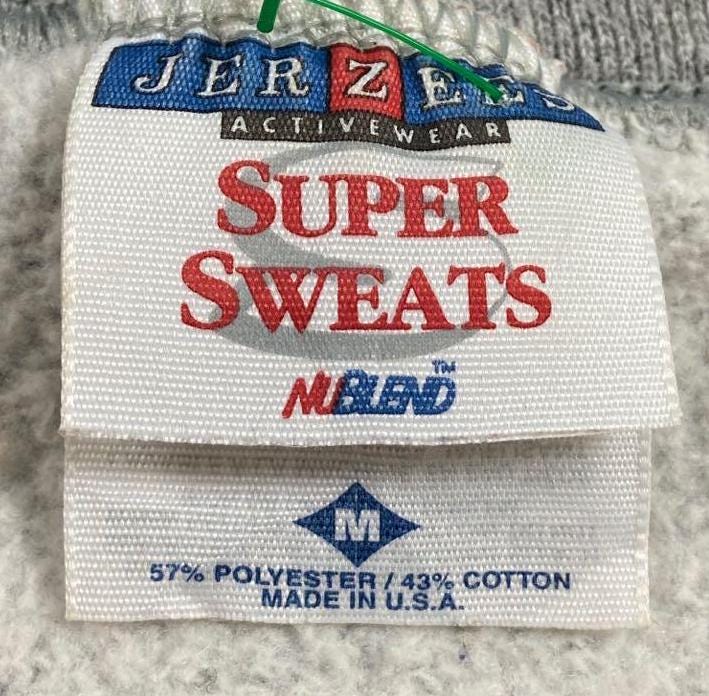 JERZEES
ACTIVEWEAR
SUPER
SWEATS
NUBLEND™
M
57% POLYESTER / 43% COTTON
MADE IN U.S.A.